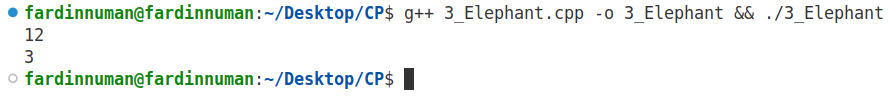 fardinnuman@fardinnuman:~/Desktop/CP$ g++ 3_Elephant.cpp -o 3_Elephant && ./3_Elephant
12
3
fardinnuman@fardinnuman:~/Desktop/CP$